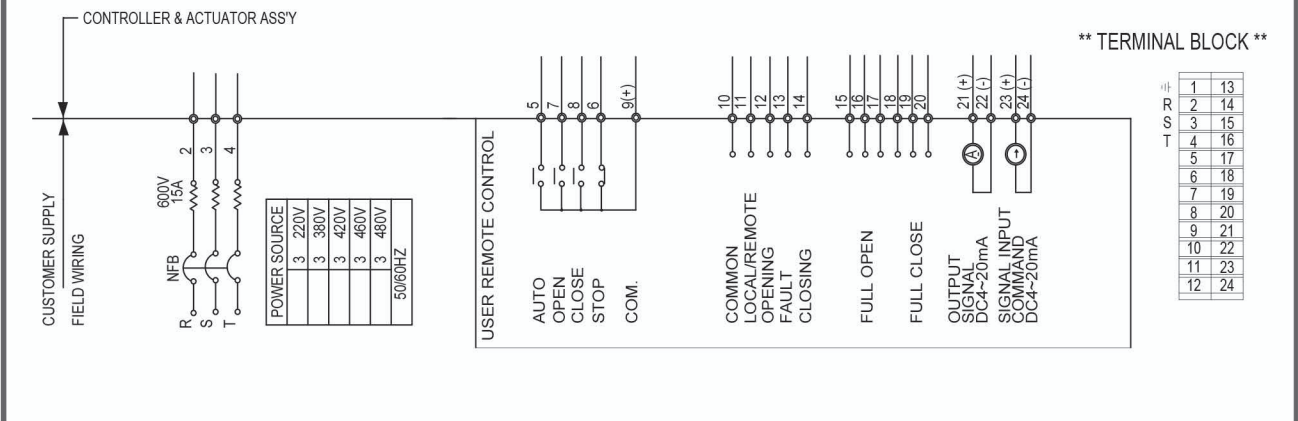 CONTROLLER & ACTUATOR ASS'Y
** TERMINAL BLOCK **
CUSTOMER SUPPLY
FIELD WIRING
2
3
4
600V
15A
NFB
R
S
T
POWER SOURCE
3 220V
3 380V
3 420V
3 460V
3 480V
50/60HZ
USER REMOTE CONTROL
5
7
8
6
9(+)
10
11
12
13
14
15
16
17
18
19
20
21 (+)
22 (-)
23 (+)
24 (-)
A
AUTO
OPEN
CLOSE
STOP
COM.
COMMON
LOCAL/REMOTE
OPENING
FAULT
CLOSING
FULL OPEN
FULL CLOSE
OUTPUT
SIGNAL
DC4~20mA
SIGNAL INPUT
COMMAND
DC4~20mA
1 13
R 2 14
S 3 15
T 4 16
5 17
6 18
7 19
8 20
9 21
10 22
11 23
12 24